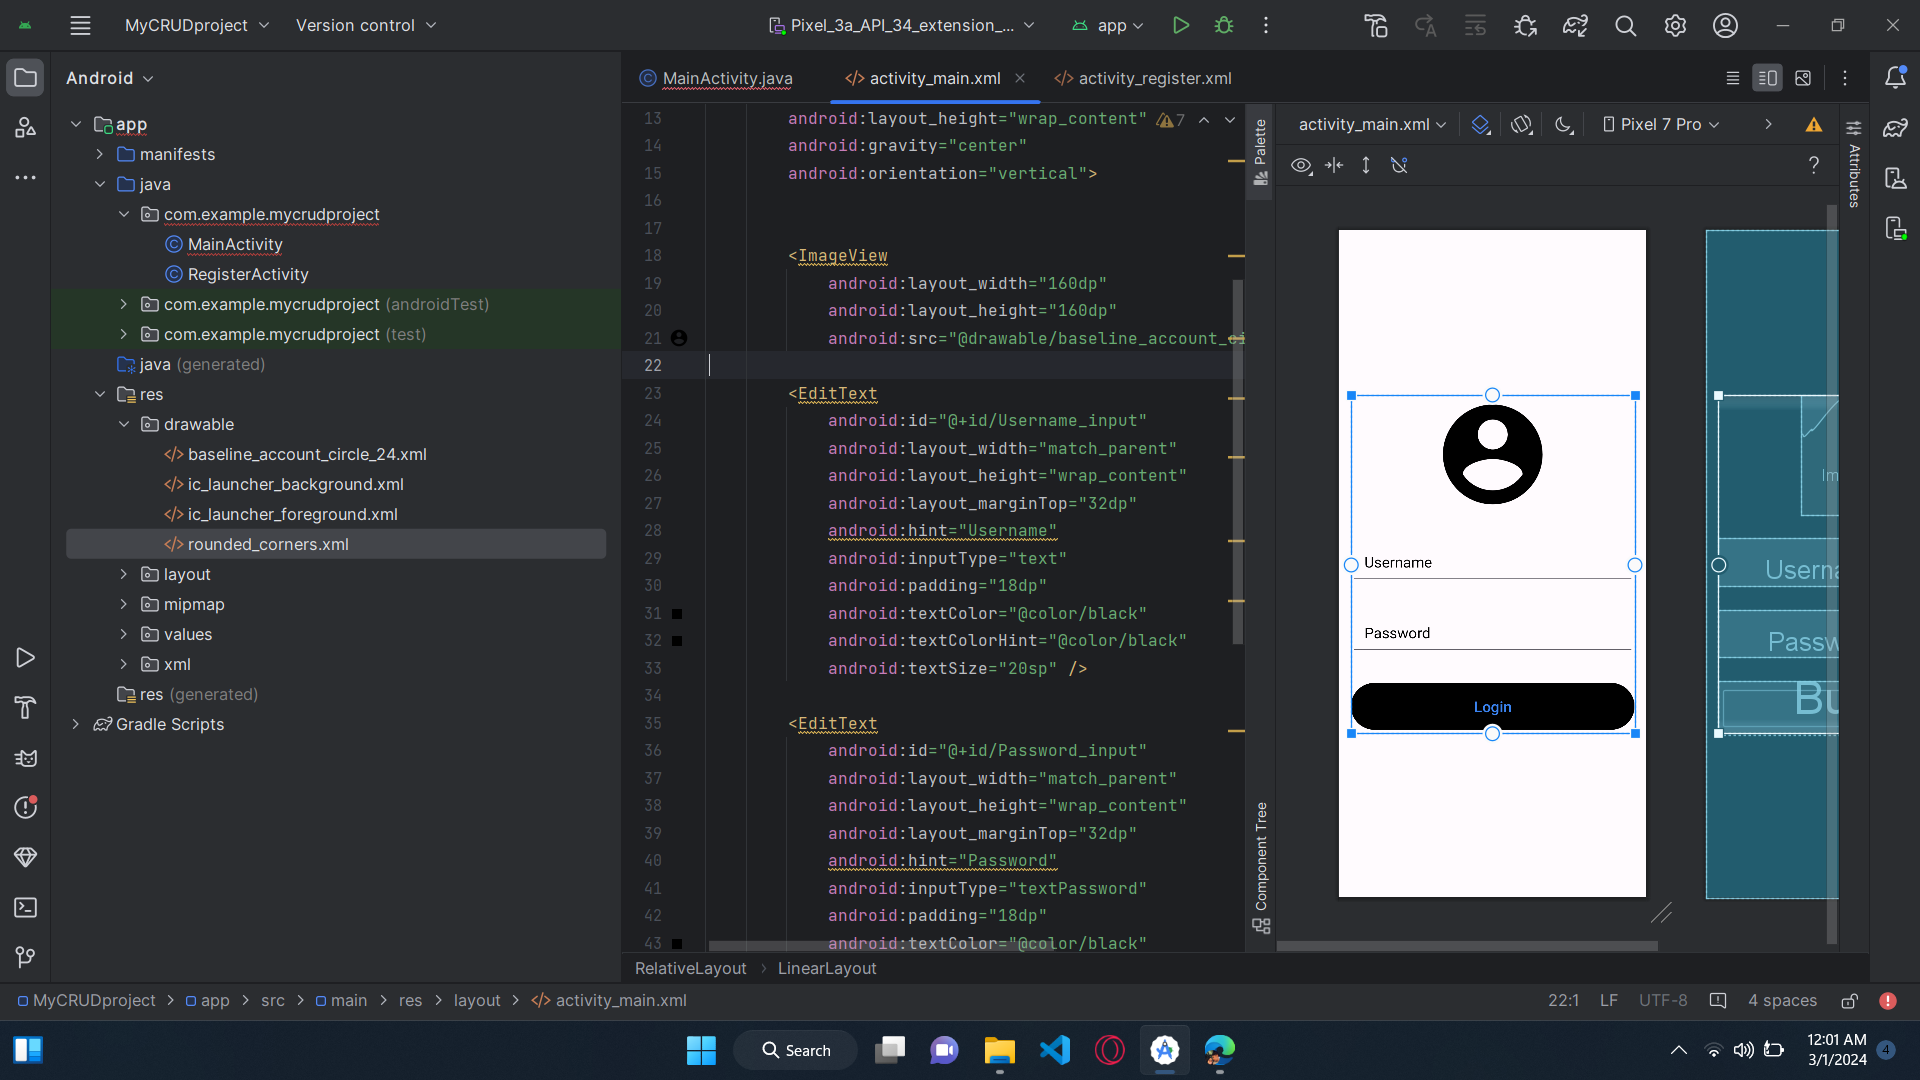 MyCRUDproject
Version control
Pixel_3a_API_34_extension_...
app
Android
app
manifests
java
com.example.mycrudproject
MainActivity
RegisterActivity
com.example.mycrudproject (androidTest)
com.example.mycrudproject (test)
java (generated)
res
drawable
baseline_account_circle_24.xml
ic_launcher_background.xml
ic_launcher_foreground.xml
rounded_corners.xml
layout
mipmap
values
xml
res (generated)
Gradle Scripts
MainActivity.java
activity_main.xml
activity_register.xml
13 android:layout_height="wrap_content"
7
14 android:gravity="center"
15 android:orientation="vertical">
16
17
18 <ImageView
19 android:layout_width="160dp"
20 android:layout_height="160dp"
21 android:src="@drawable/baseline_account_ci
22
23 <EditText
24 android:id="@+id/Username_input"
25 android:layout_width="match_parent"
26 android:layout_height="wrap_content"
27 android:layout_marginTop="32dp"
28 android:hint="Username"
29 android:inputType="text"
30 android:padding="18dp"
31 android:textColor="@color/black"
32 android:textColorHint="@color/black"
33 android:textSize="20sp" />
34
35 <EditText
36 android:id="@+id/Password_input"
37 android:layout_width="match_parent"
38 android:layout_height="wrap_content"
39 android:layout_marginTop="32dp"
40 android:hint="Password"
41 android:inputType="textPassword"
42 android:padding="18dp"
43 android:textColor="@color/black"
RelativeLayout > LinearLayout
Palette
Component Tree
activity_main.xml
Pixel 7 Pro
?
Attributes
Username
Password
Login
Im
Userna
Passw
Bu
MyCRUDproject > app > src > main > res > layout > activity_main.xml
22:1
LF
UTF-8
4 spaces
Search
12:01 AM
3/1/2024
4